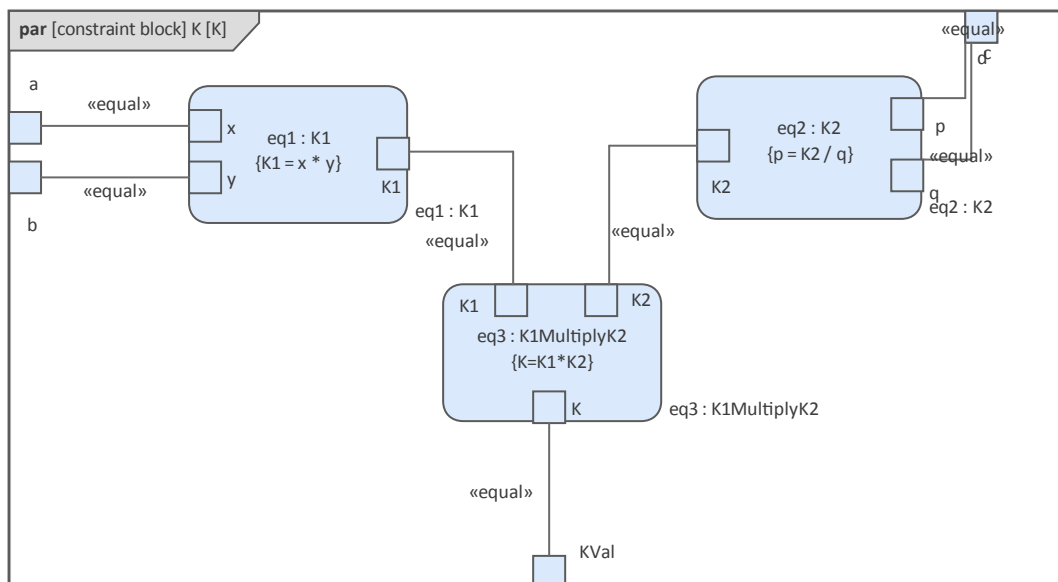 par [constraint block] K [K]
«equal»
d
c
a
«equal»
x
eq1 : K1
{K1 = x * y}
K1
y
«equal»
b
eq2 : K2
{p = K2 / q}
K2
p
«equal»
q
eq2 : K2
eq1 : K1
«equal»
«equal»
K1
K2
eq3 : K1MultiplyK2
{K=K1*K2}
K
eq3 : K1MultiplyK2
«equal»
KVal